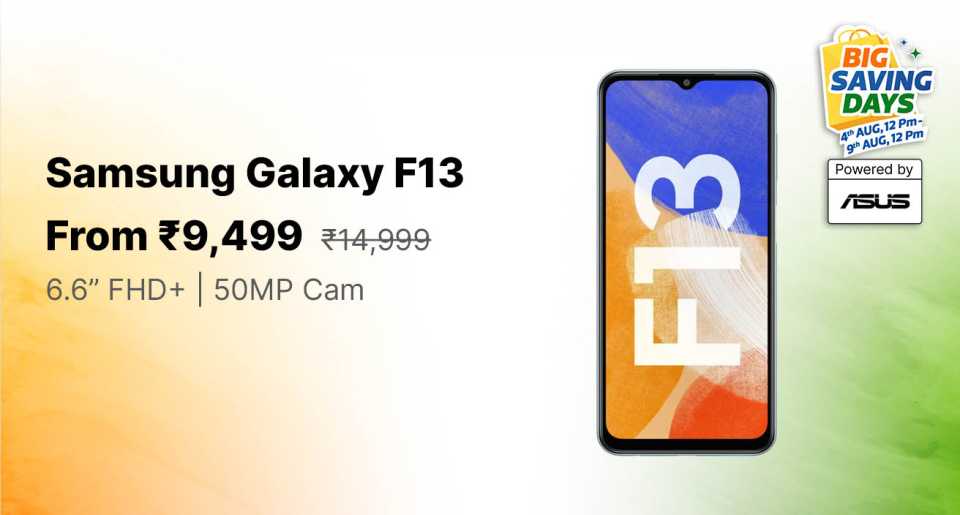 Samsung Galaxy F13
From ₹9,499 ₹14,999
6.6” FHD+ | 50MP Cam
F13
BIG
SAVING
DAYS
4th AUG, 12 Pm-
9th AUG, 12 Pm
Powered by
ASUS